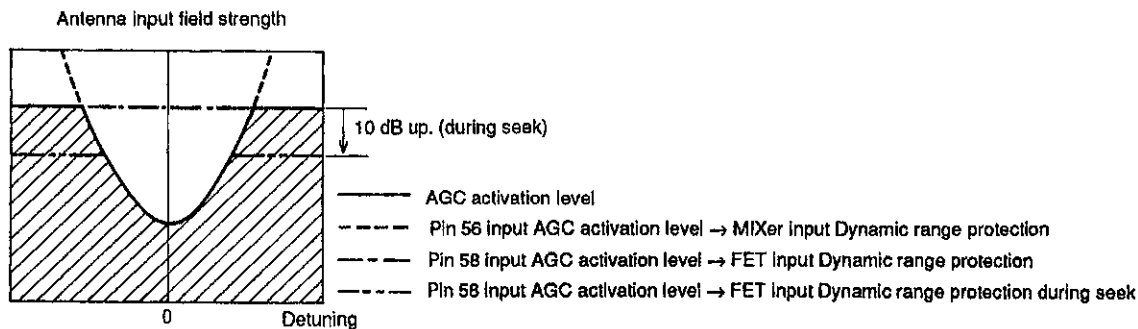 Antenna input field strength
10 dB up. (during seek)
AGC activation level
Pin 56 input AGC activation level → MIXer input Dynamic range protection
Pin 58 input AGC activation level → FET input Dynamic range protection
Pin 58 input AGC activation level → FET input Dynamic range protection during seek
0 Detuning